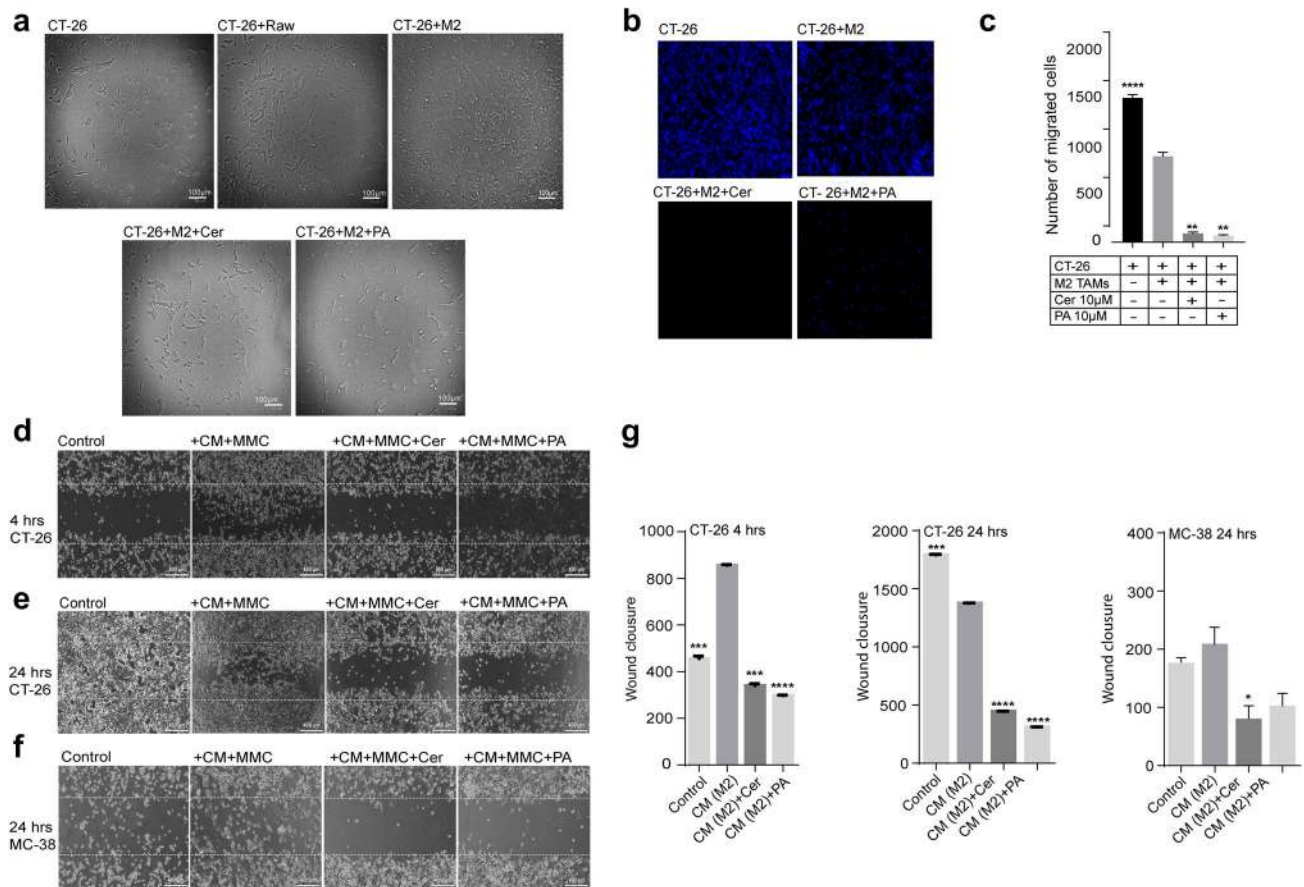 a
CT-26
CT-26+Raw
CT-26+M2
100µm
100µm
100µm
CT-26+M2+Cer
CT-26+M2+PA
100µm
100µm
b
CT-26
CT-26+M2
CT-26+M2+Cer
CT- 26+M2+PA
c
Number of migrated cells
2000
1500
1000
500
0
****
**
**
CT-26 + + + +
M2 TAMs – + + +
Cer 10µM – – + –
PA 10µM – – – +
d
Control
+CM+MMC
+CM+MMC+Cer
+CM+MMC+PA
4 hrs
CT-26
e
Control
+CM+MMC
+CM+MMC+Cer
+CM+MMC+PA
24 hrs
CT-26
f
Control
+CM+MMC
+CM+MMC+Cer
+CM+MMC+PA
24 hrs
MC-38
g
CT-26 4 hrs
Wound clousure
1000
800
600
400
200
0
***
***
****
Control
CM (M2)
CM (M2)+Cer
CM (M2)+PA
CT-26 24 hrs
Wound clousure
2000
1500
1000
500
0
***
****
****
Control
CM (M2)
CM (M2)+Cer
CM (M2)+PA
MC-38 24 hrs
Wound clousure
400
300
200
100
0
*
Control
CM (M2)
CM (M2)+Cer
CM (M2)+PA